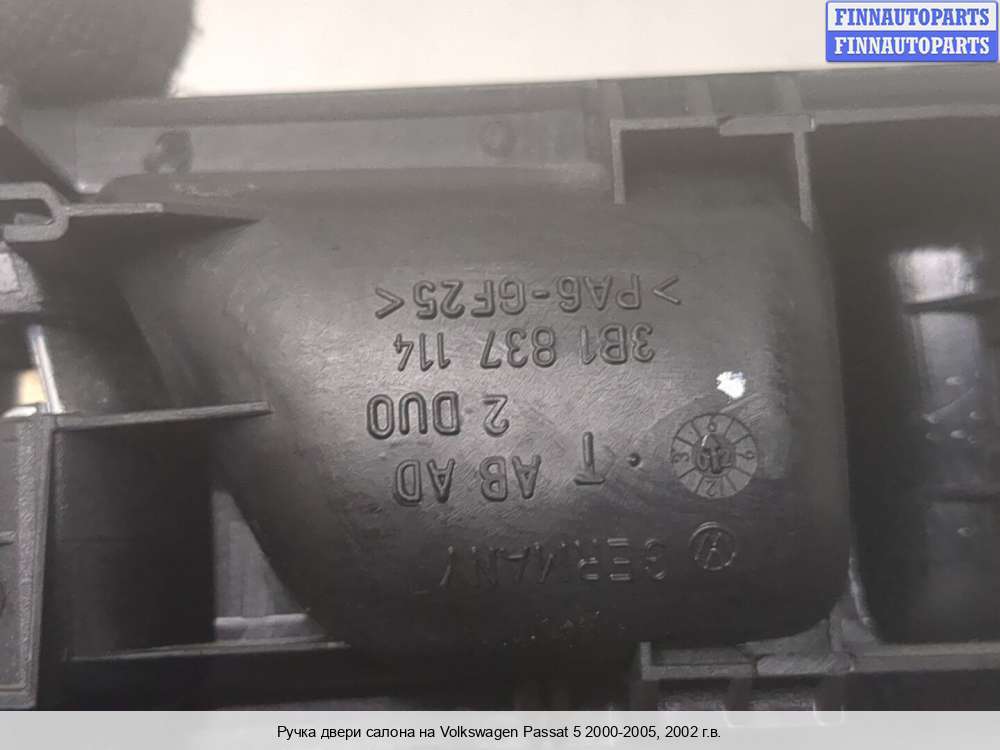 FINNAUTOPARTS
FINNAUTOPARTS
GERMANY
T AB AD
2 DUO
3B1 837 114
>PA6-GF25<
Ручка двери салона на Volkswagen Passat 5 2000-2005, 2002 г.в.